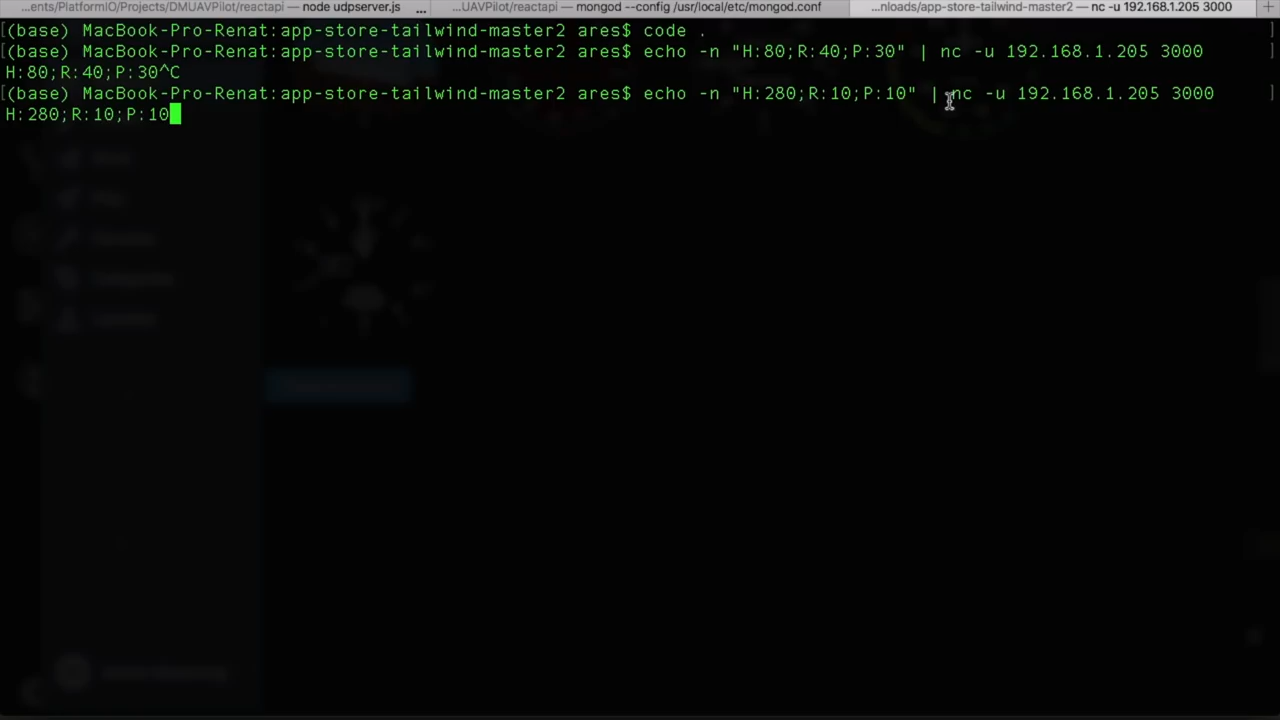 ...ents/PlatformIO/Projects/DMUAVPilot/reactapi — node udpserver.js ... ...UAVPilot/reactapi — mongod --config /usr/local/etc/mongod.conf ...nloads/app-store-tailwind-master2 — nc -u 192.168.1.205 3000 +
[(base) MacBook-Pro-Renat:app-store-tailwind-master2 ares$ code . ]
[(base) MacBook-Pro-Renat:app-store-tailwind-master2 ares$ echo -n "H:80;R:40;P:30" | nc -u 192.168.1.205 3000 ]
H:80;R:40;P:30^C
[(base) MacBook-Pro-Renat:app-store-tailwind-master2 ares$ echo -n "H:280;R:10;P:10" | nc -u 192.168.1.205 3000 ]
H:280;R:10;P:10